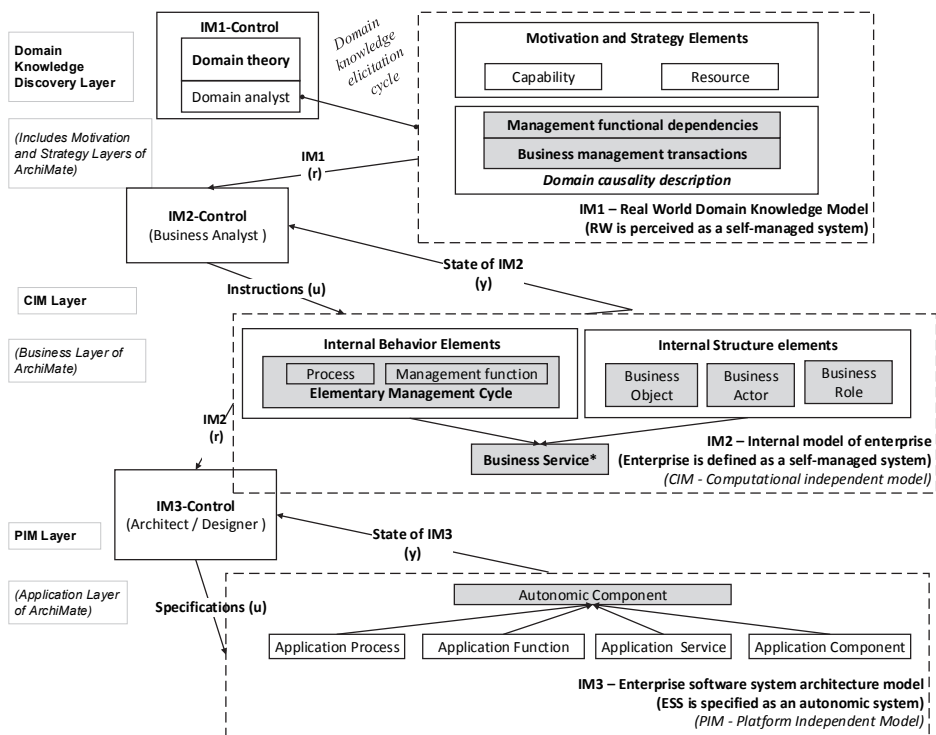 IM1-Control
Domain theory
Domain analyst
Domain
knowledge
elicitation
cycle
Motivation and Strategy Elements
Capability
Resource
Domain
Knowledge
Discovery Layer
Management functional dependencies
Business management transactions
Domain causality description
(Includes Motivation
and Strategy Layers of
ArchiMate)
IM1
(r)
IM1 – Real World Domain Knowledge Model
(RW is perceived as a self-managed system)
IM2-Control
(Business Analyst )
State of IM2
(y)
Instructions (u)
CIM Layer
(Business Layer of
ArchiMate)
Internal Behavior Elements
Process
Management function
Elementary Management Cycle
Internal Structure elements
Business
Object
Business
Actor
Business
Role
IM2
(r)
Business Service*
IM2 – Internal model of enterprise
(Enterprise is defined as a self-managed system)
(CIM - Computational independent model)
IM3-Control
(Architect / Designer )
PIM Layer
State of IM3
(y)
(Application Layer
of ArchiMate)
Specifications (u)
Autonomic Component
Application Process
Application Function
Application Service
Application Component
IM3 – Enterprise software system architecture model
(ESS is specified as an autonomic system)
(PIM - Platform Independent Model)